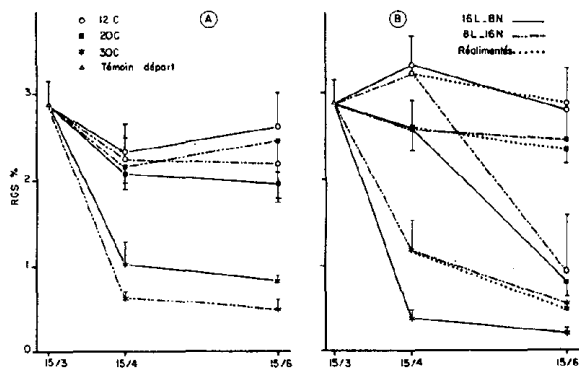 A
12 C
20C
30C
Témoin départ
B
16L_8N
8L_16N
Réalimentés
RGS %
3
2
1
0
15/3
15/4
15/6
15/3
15/4
15/6